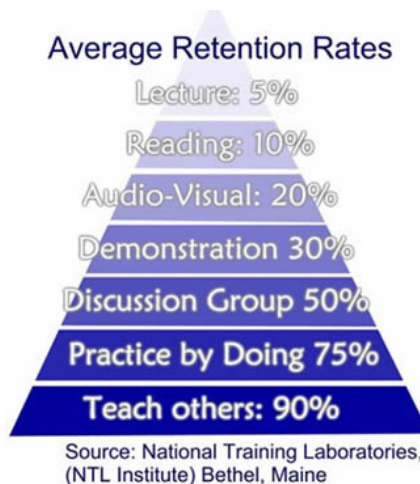 Average Retention Rates
Lecture: 5%
Reading: 10%
Audio-Visual: 20%
Demonstration 30%
Discussion Group 50%
Practice by Doing 75%
Teach others: 90%
Source: National Training Laboratories,
(NTL Institute) Bethel, Maine